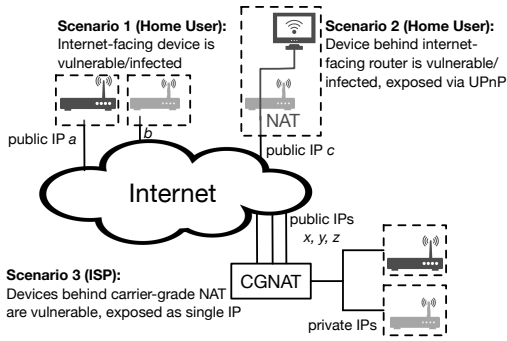 Scenario 1 (Home User):
Internet-facing device is
vulnerable/infected
Scenario 2 (Home User):
Device behind internet-
facing router is vulnerable/
infected, exposed via UPnP
NAT
public IP a
b
public IP c
Internet
public IPs
x, y, z
Scenario 3 (ISP):
Devices behind carrier-grade NAT
are vulnerable, exposed as single IP
CGNAT
private IPs